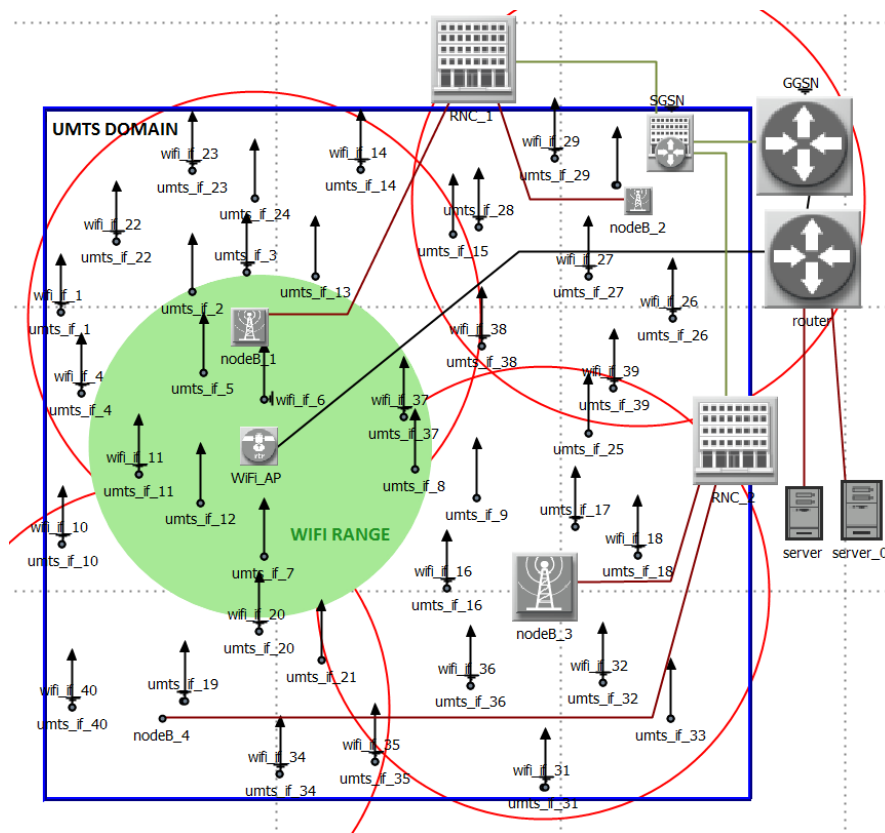 GGSN
SGSN
RNC_1
UMTS DOMAIN
wifi_if_23
umts_if_23
wifi_if_14
umts_if_14
wifi_if_29
umts_if_29
umts_if_24
umts_if_28
nodeB_2
wifi_if_22
umts_if_22
umts_if_3
umts_if_15
umts_if_13
wifi_if_27
umts_if_27
wifi_if_1
umts_if_1
umts_if_2
wifi_if_26
umts_if_26
router
wifi_if_38
umts_if_38
nodeB_1
wifi_if_4
umts_if_4
umts_if_5
wifi_if_6
wifi_if_37
umts_if_37
wifi_if_39
umts_if_39
umts_if_25
wifi_if_11
umts_if_11
WiFi_AP
umts_if_8
RNC_2
umts_if_12
umts_if_9
wifi_if_10
umts_if_10
WIFI RANGE
umts_if_17
wifi_if_18
umts_if_18
server
server_0
umts_if_7
wifi_if_16
umts_if_16
wifi_if_20
umts_if_20
nodeB_3
umts_if_21
wifi_if_36
umts_if_36
wifi_if_32
umts_if_32
wifi_if_40
umts_if_40
umts_if_19
nodeB_4
umts_if_33
wifi_if_34
umts_if_34
wifi_if_35
umts_if_35
wifi_if_31
umts_if_31